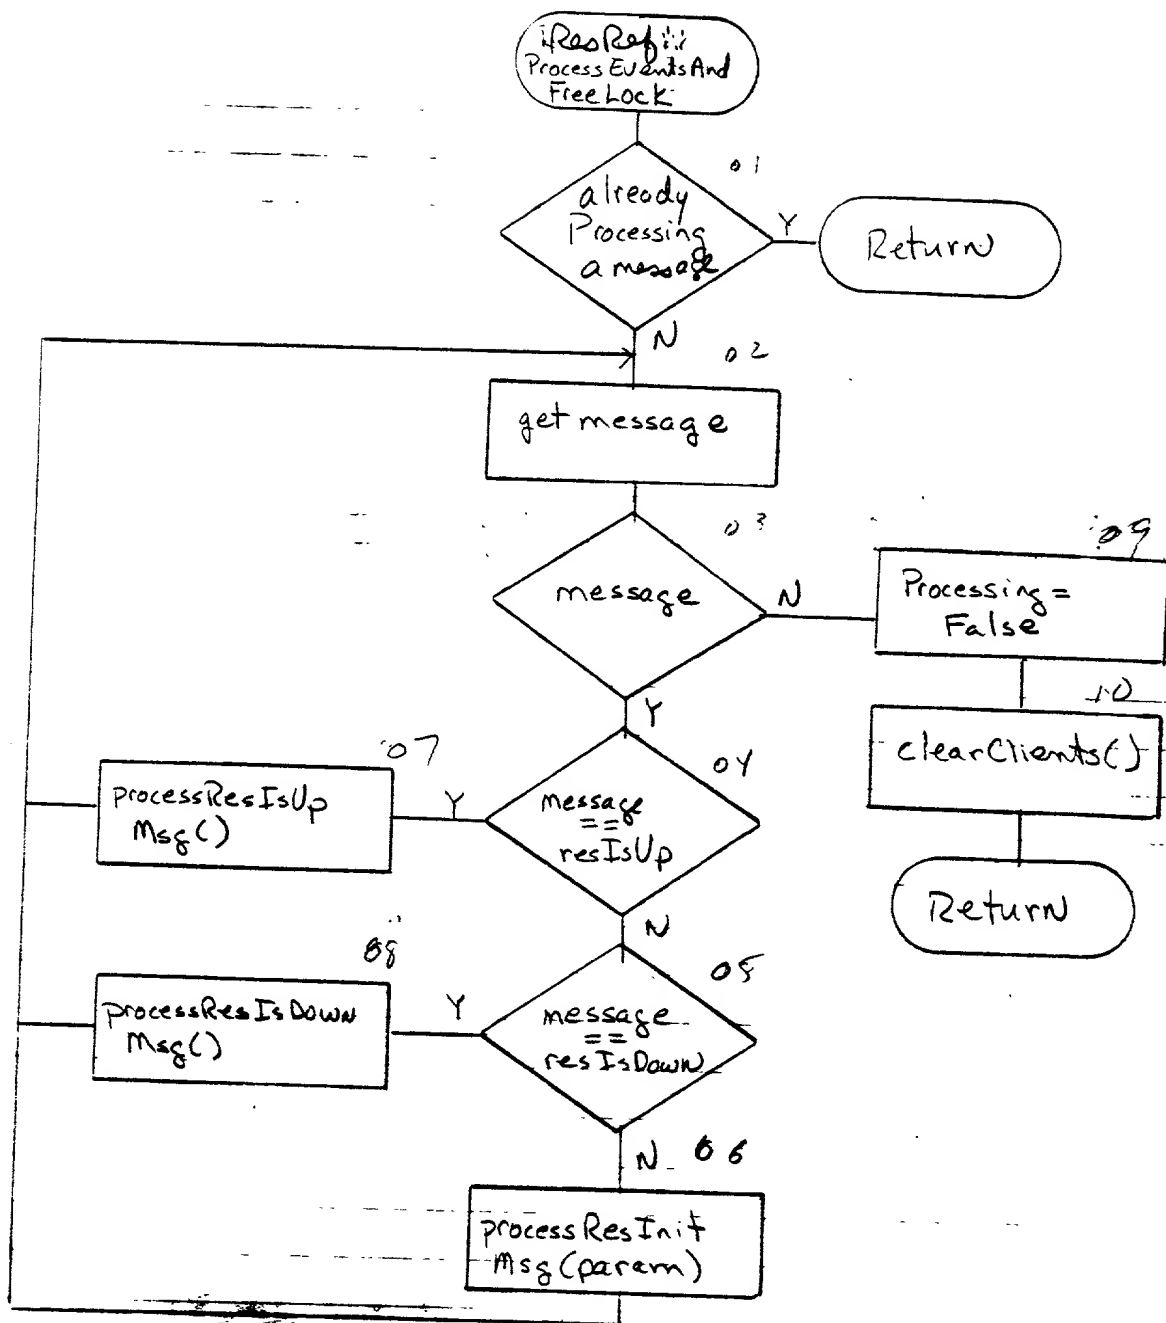 iResRef::
Process Events And
Free Lock
01
already
Processing
a message
Y
Return
N
02
get message
03
message
N
09
Processing =
False
10
clearClients()
Return
Y
04
message
==
resIsUp
Y
07
processResIsUp
Msg()
N
05
message
==
resIsDown
Y
08
processResIsDown
Msg()
N
06
processResInit
Msg(param)